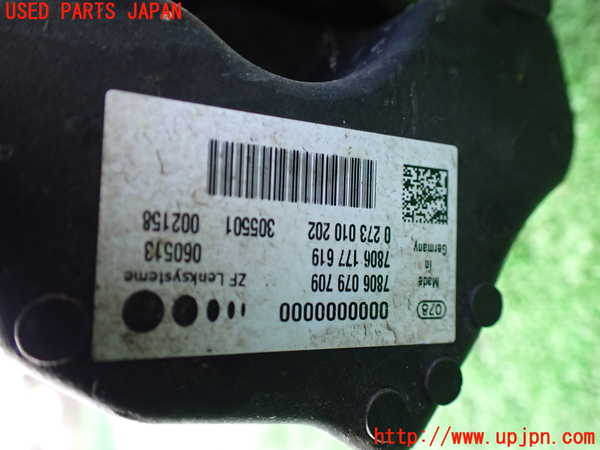 USED PARTS JAPAN
0000000000
078
7806 079 709
ZF Lenksysteme
Made
in
Germany
7806 177 619
060513
0 273 010 202
305501
002158
http://www.upjpn.com/